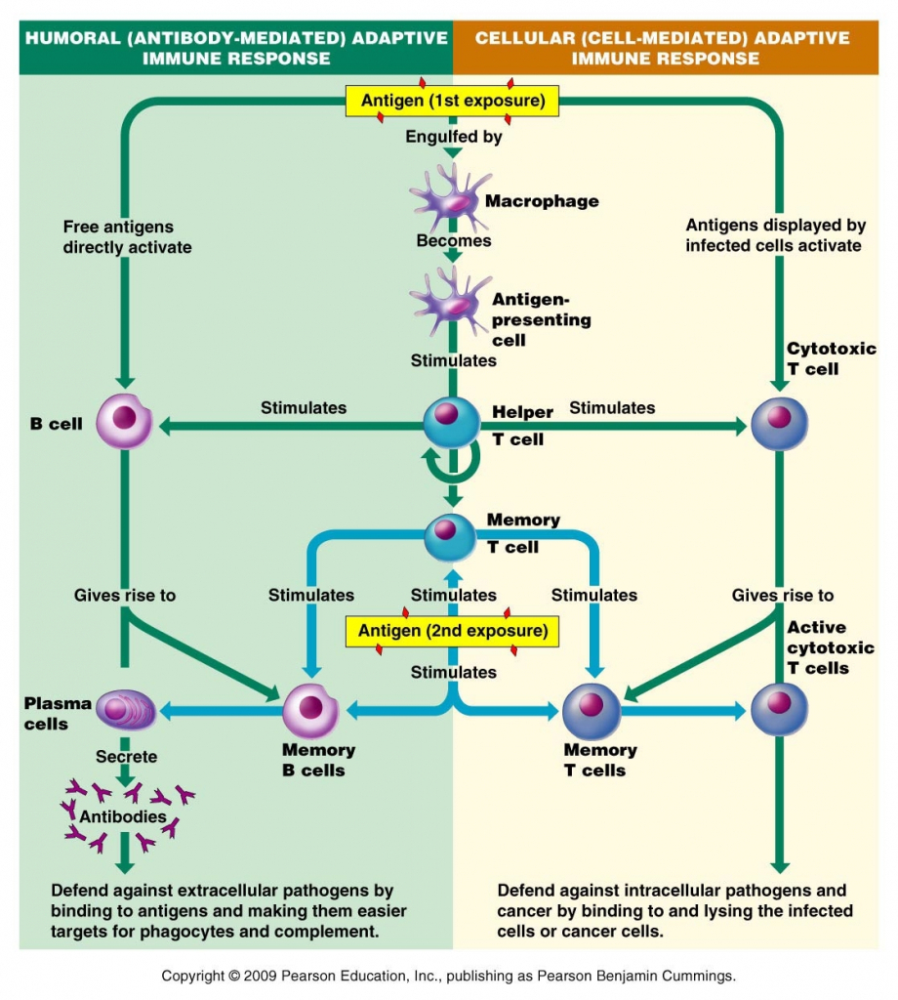 HUMORAL (ANTIBODY-MEDIATED) ADAPTIVE
IMMUNE RESPONSE
CELLULAR (CELL-MEDIATED) ADAPTIVE
IMMUNE RESPONSE
Antigen (1st exposure)
Engulfed by
Macrophage
Free antigens
directly activate
Becomes
Antigens displayed by
infected cells activate
Antigen-
presenting
cell
Stimulates
Cytotoxic
T cell
B cell
Stimulates
Helper
T cell
Stimulates
Memory
T cell
Gives rise to
Stimulates
Stimulates
Stimulates
Gives rise to
Antigen (2nd exposure)
Active
cytotoxic
T cells
Stimulates
Plasma
cells
Memory
B cells
Memory
T cells
Secrete
Antibodies
Defend against extracellular pathogens by
binding to antigens and making them easier
targets for phagocytes and complement.
Defend against intracellular pathogens and
cancer by binding to and lysing the infected
cells or cancer cells.
Copyright © 2009 Pearson Education, Inc., publishing as Pearson Benjamin Cummings.